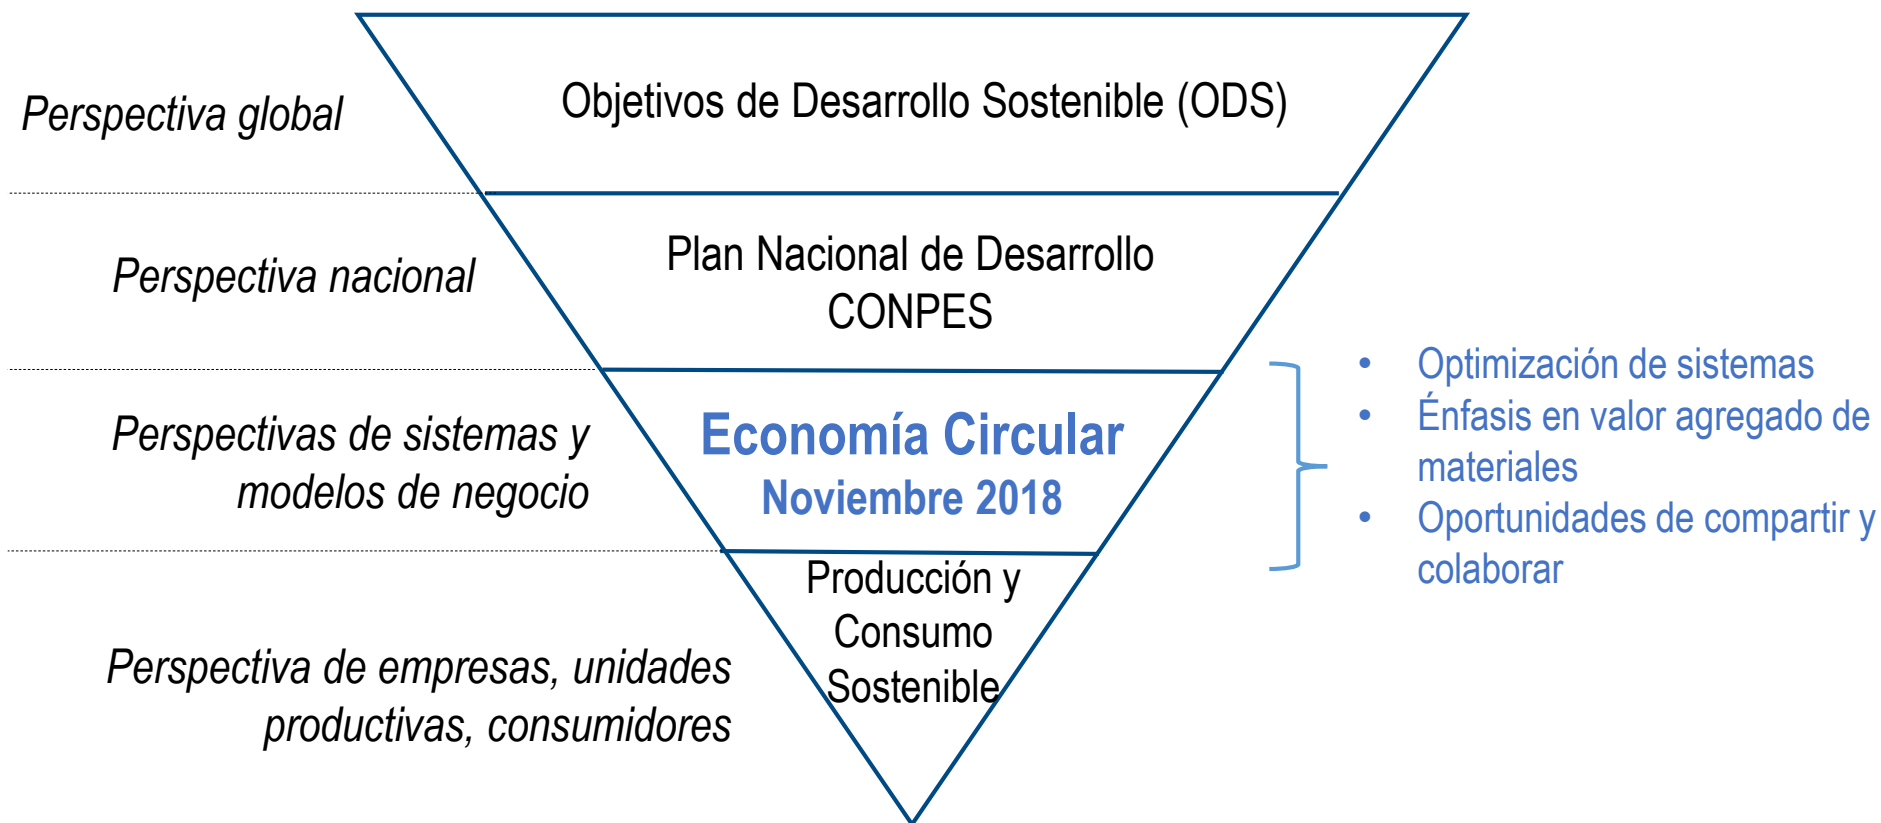 Perspectiva global
Objetivos de Desarrollo Sostenible (ODS)
Perspectiva nacional
Plan Nacional de Desarrollo
CONPES
Perspectivas de sistemas y
modelos de negocio
Economía Circular
Noviembre 2018
• Optimización de sistemas
• Énfasis en valor agregado de
materiales
• Oportunidades de compartir y
colaborar
Perspectiva de empresas, unidades
productivas, consumidores
Producción y
Consumo
Sostenible